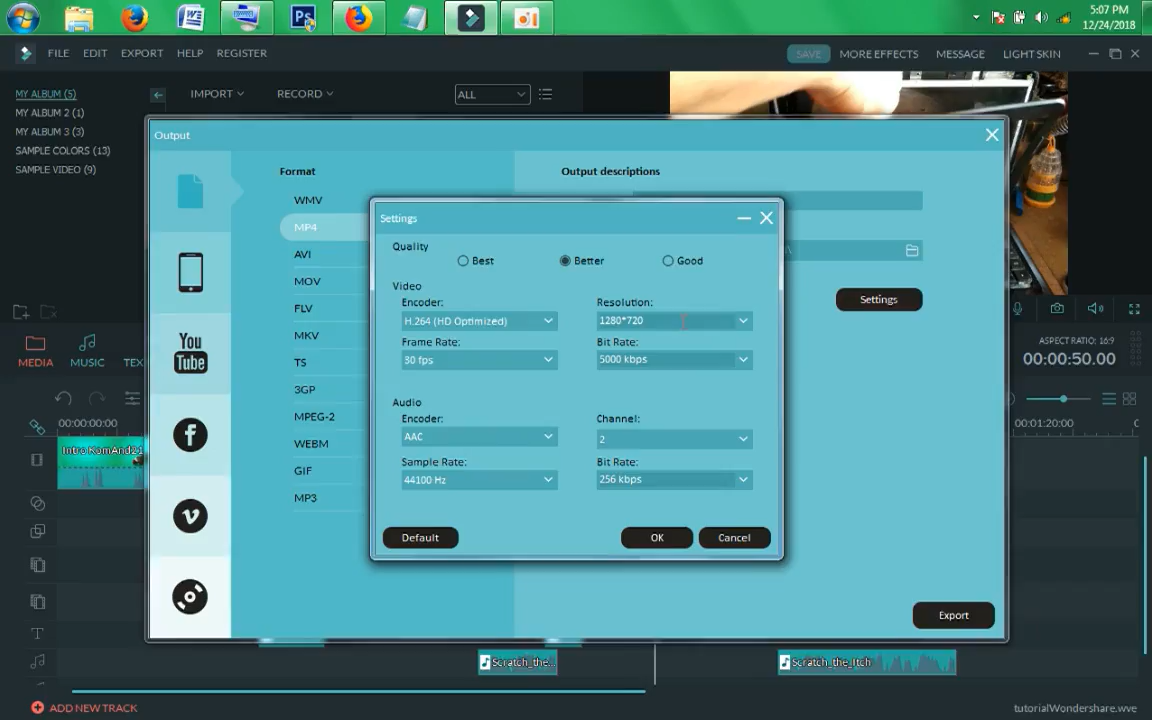 5:07 PM
12/24/2018
FILE EDIT EXPORT HELP REGISTER
SAVE MORE EFFECTS MESSAGE LIGHT SKIN
MY ALBUM (5)
MY ALBUM 2 (1)
MY ALBUM 3 (3)
SAMPLE COLORS (13)
SAMPLE VIDEO (9)
IMPORT RECORD ALL
Output
Format
WMV
MP4
AVI
MOV
FLV
MKV
TS
3GP
MPEG-2
WEBM
GIF
MP3
Output descriptions
Settings
Export
Settings
Quality
Best Better Good
Video
Encoder: Resolution:
H.264 (HD Optimized) 1280*720
Frame Rate: Bit Rate:
30 fps 5000 kbps
Audio
Encoder: Channel:
AAC 2
Sample Rate: Bit Rate:
44100 Hz 256 kbps
Default OK Cancel
You
Tube
MEDIA MUSIC
ASPECT RATIO: 16:9
00:00:50.00
00:00:00:00 00:01:20:00
Intro KomAnd21
Scratch_the... Scratch_the_Itch
ADD NEW TRACK
tutorialWondershare.wve